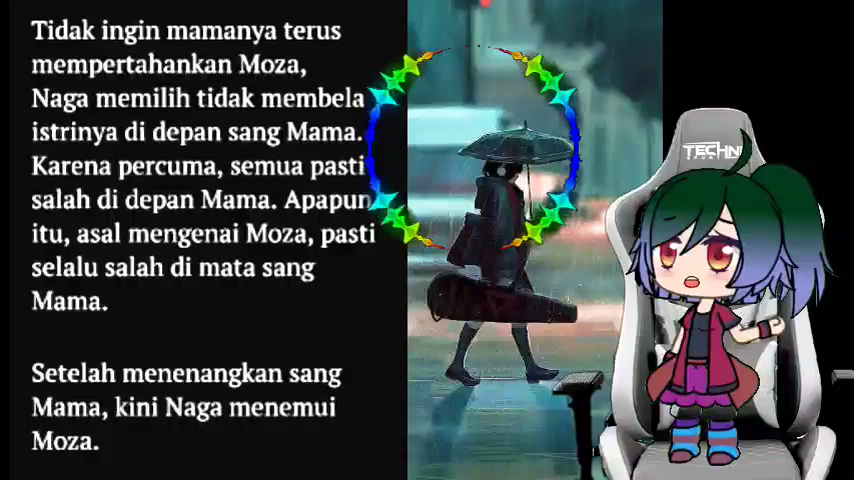 Tidak ingin mamanya terus
mempertahankan Moza,
Naga memilih tidak membela
istrinya di depan sang Mama.
Karena percuma, semua pasti
salah di depan Mama. Apapun
itu, asal mengenai Moza, pasti
selalu salah di mata sang
Mama.
Setelah menenangkan sang
Mama, kini Naga menemui
Moza.
TECHNI